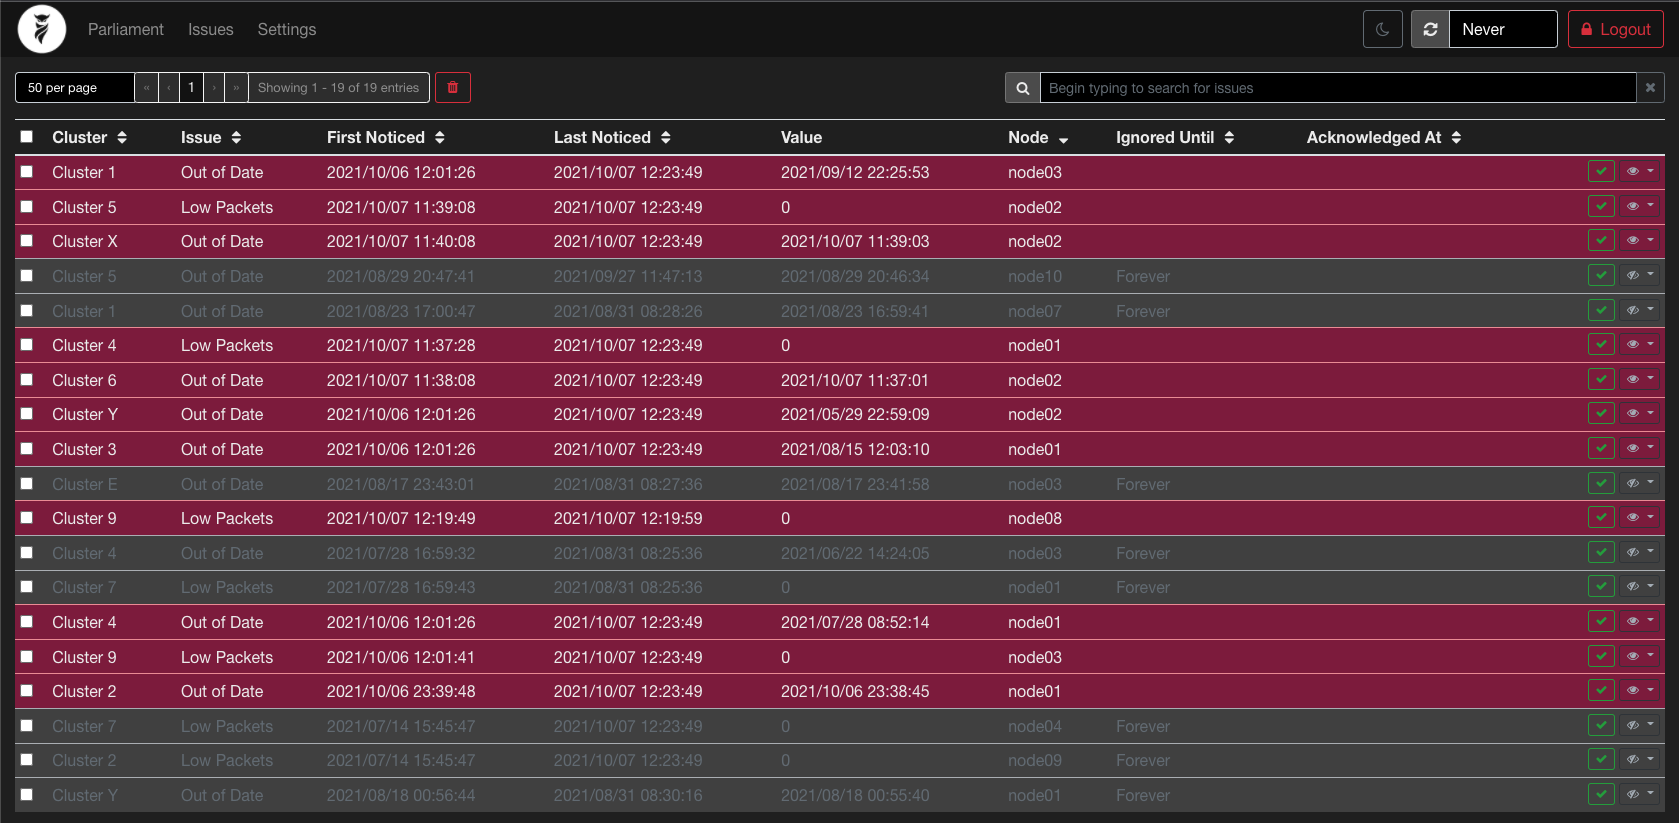 Parliament Issues Settings Never Logout
50 per page « ‹ 1 › » Showing 1 - 19 of 19 entries Begin typing to search for issues
Cluster Issue First Noticed Last Noticed Value Node Ignored Until Acknowledged At
Cluster 1 Out of Date 2021/10/06 12:01:26 2021/10/07 12:23:49 2021/09/12 22:25:53 node03
Cluster 5 Low Packets 2021/10/07 11:39:08 2021/10/07 12:23:49 0 node02
Cluster X Out of Date 2021/10/07 11:40:08 2021/10/07 12:23:49 2021/10/07 11:39:03 node02
Cluster 5 Out of Date 2021/08/29 20:47:41 2021/09/27 11:47:13 2021/08/29 20:46:34 node10 Forever
Cluster 1 Out of Date 2021/08/23 17:00:47 2021/08/31 08:28:26 2021/08/23 16:59:41 node07 Forever
Cluster 4 Low Packets 2021/10/07 11:37:28 2021/10/07 12:23:49 0 node01
Cluster 6 Out of Date 2021/10/07 11:38:08 2021/10/07 12:23:49 2021/10/07 11:37:01 node02
Cluster Y Out of Date 2021/10/06 12:01:26 2021/10/07 12:23:49 2021/05/29 22:59:09 node02
Cluster 3 Out of Date 2021/10/06 12:01:26 2021/10/07 12:23:49 2021/08/15 12:03:10 node01
Cluster E Out of Date 2021/08/17 23:43:01 2021/08/31 08:27:36 2021/08/17 23:41:58 node03 Forever
Cluster 9 Low Packets 2021/10/07 12:19:49 2021/10/07 12:19:59 0 node08
Cluster 4 Out of Date 2021/07/28 16:59:32 2021/08/31 08:25:36 2021/06/22 14:24:05 node03 Forever
Cluster 7 Low Packets 2021/07/28 16:59:43 2021/08/31 08:25:36 0 node01 Forever
Cluster 4 Out of Date 2021/10/06 12:01:26 2021/10/07 12:23:49 2021/07/28 08:52:14 node01
Cluster 9 Low Packets 2021/10/06 12:01:41 2021/10/07 12:23:49 0 node03
Cluster 2 Out of Date 2021/10/06 23:39:48 2021/10/07 12:23:49 2021/10/06 23:38:45 node01
Cluster 7 Low Packets 2021/07/14 15:45:47 2021/10/07 12:23:49 0 node04 Forever
Cluster 2 Low Packets 2021/07/14 15:45:47 2021/10/07 12:23:49 0 node09 Forever
Cluster Y Out of Date 2021/08/18 00:56:44 2021/08/31 08:30:16 2021/08/18 00:55:40 node01 Forever